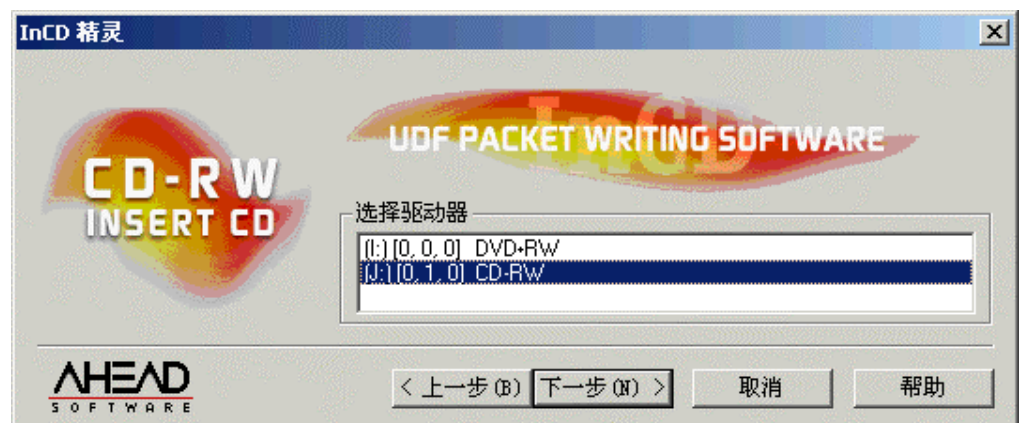 InCD 精灵
CD-RW
INSERT CD
InCD
UDF PACKET WRITING SOFTWARE
选择驱动器
(I:) [0, 0, 0] DVD+RW
(J:) [0, 1, 0] CD-RW
AHEAD
SOFTWARE
< 上一步(B)
下一步(N) >
取消
帮助